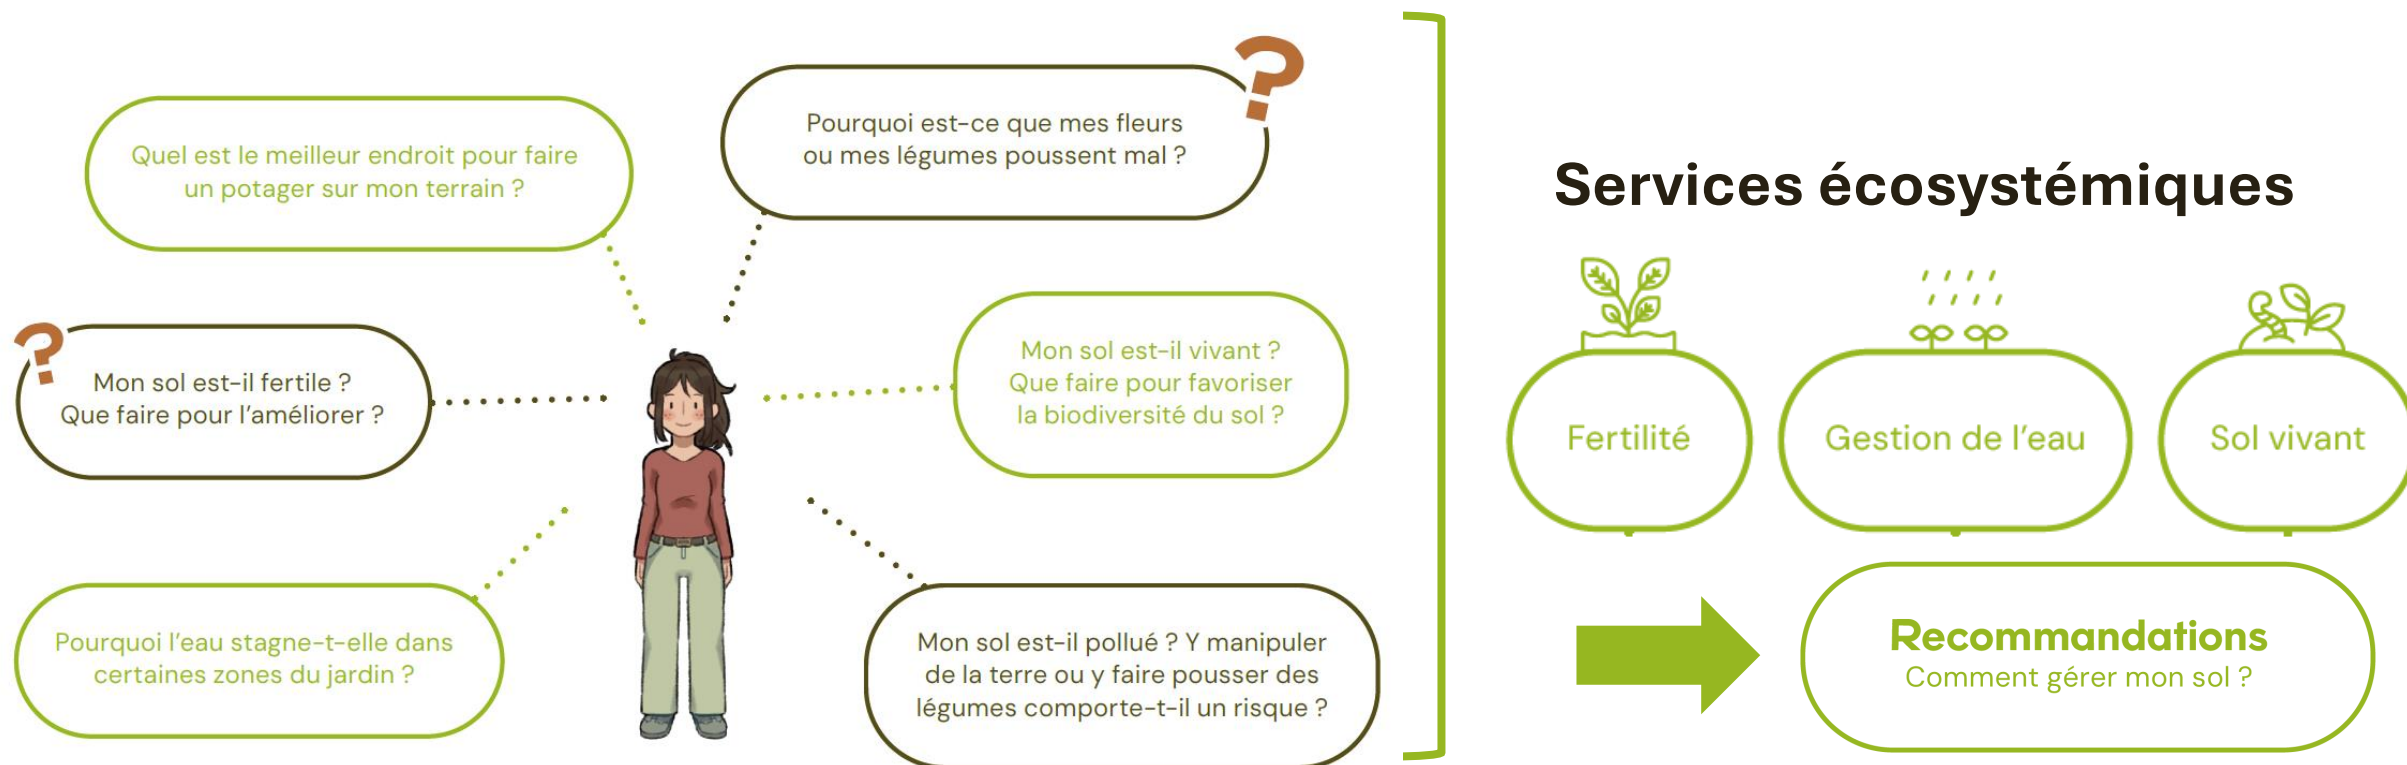 Quel est le meilleur endroit pour faire
un potager sur mon terrain ?
?
Pourquoi est-ce que mes fleurs
ou mes légumes poussent mal ?
?
Mon sol est-il fertile ?
Que faire pour l'améliorer ?
Mon sol est-il vivant ?
Que faire pour favoriser
la biodiversité du sol ?
Pourquoi l'eau stagne-t-elle dans
certaines zones du jardin ?
Mon sol est-il pollué ? Y manipuler
de la terre ou y faire pousser des
légumes comporte-t-il un risque ?
Services écosystémiques
Fertilité
Gestion de l'eau
Sol vivant
Recommandations
Comment gérer mon sol ?